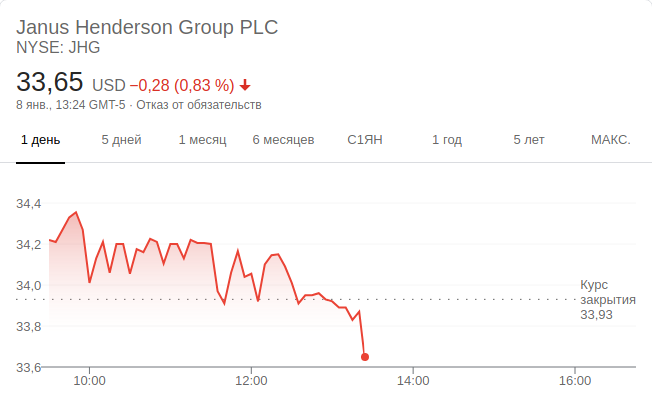 Janus Henderson Group PLC
NYSE: JHG
33,65 USD −0,28 (0,83 %)
8 янв., 13:24 GMT-5 · Отказ от обязательств
1 день 5 дней 1 месяц 6 месяцев С1ЯН 1 год 5 лет МАКС.
34,4
34,2
34,0
33,8
33,6
Курс
закрытия
33,93
10:00 12:00 14:00 16:00